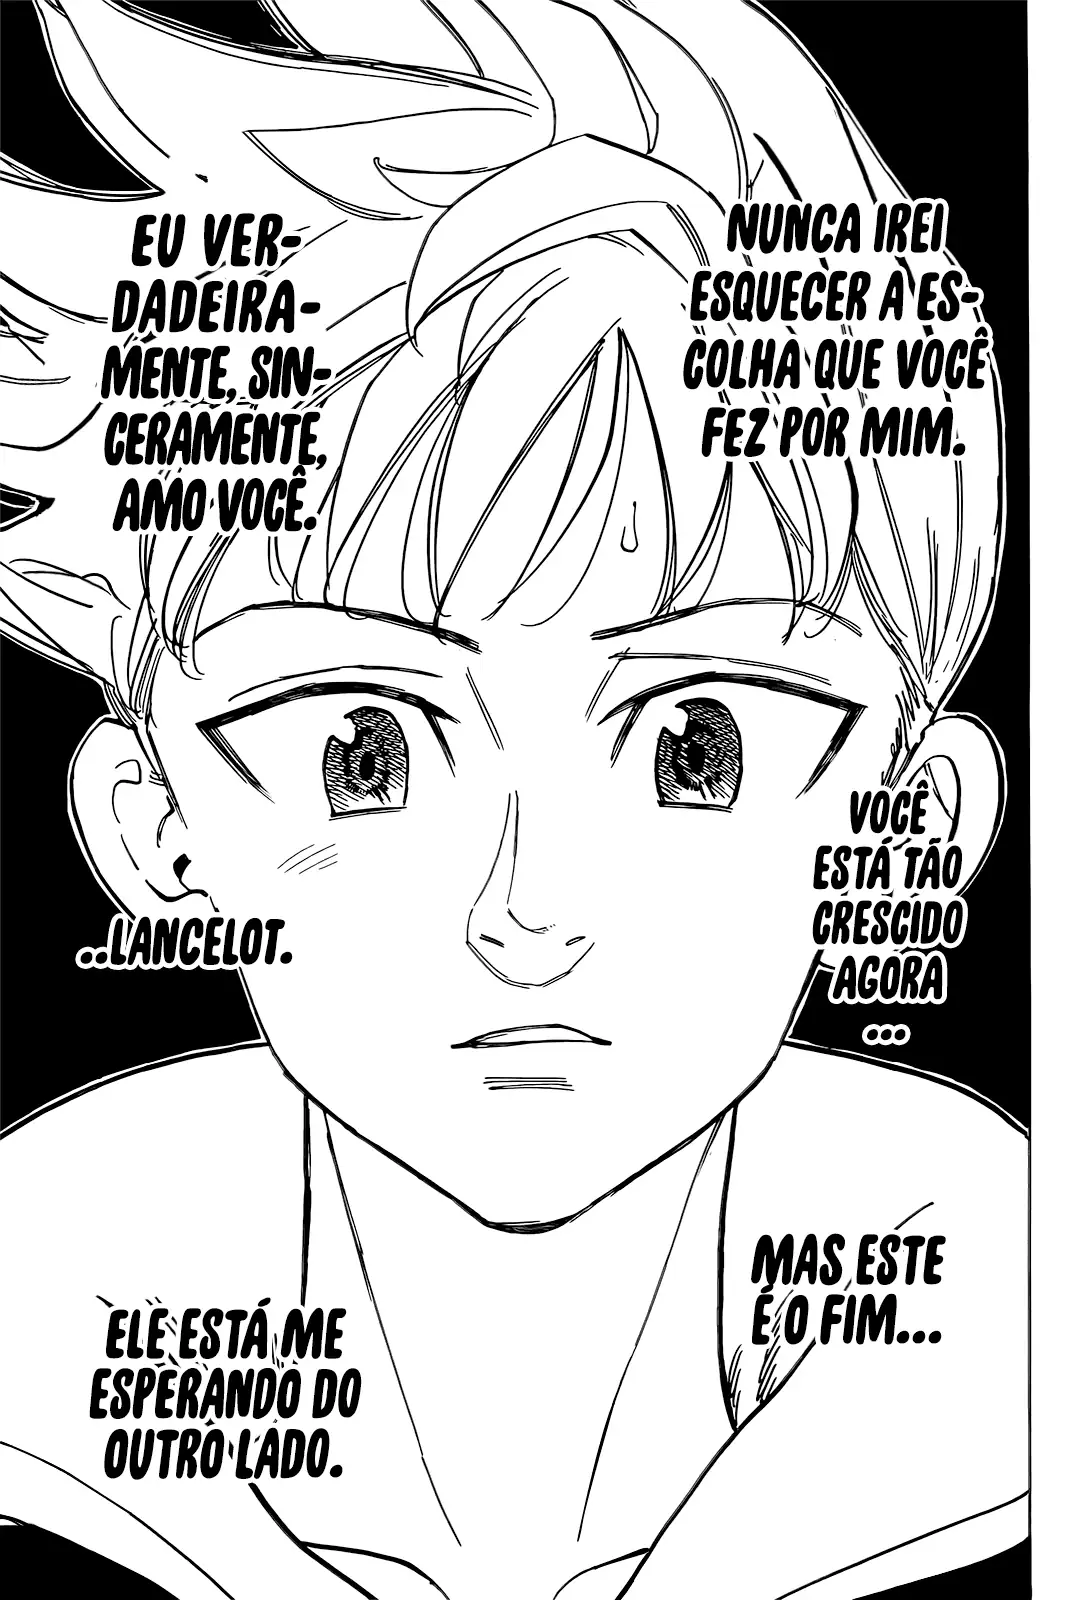 NUNCA IREI
ESQUECER A ES-
COLHA QUE VOCÊ
FEZ POR MIM.
EU VER-
DADEIRA-
MENTE, SIN-
CERAMENTE,
AMO VOCÊ.
VOCÊ
ESTÁ TÃO
CRESCIDO
AGORA
...
..LANCELOT.
MAS ESTE
É O FIM...
ELE ESTÁ ME
ESPERANDO DO
OUTRO LADO.